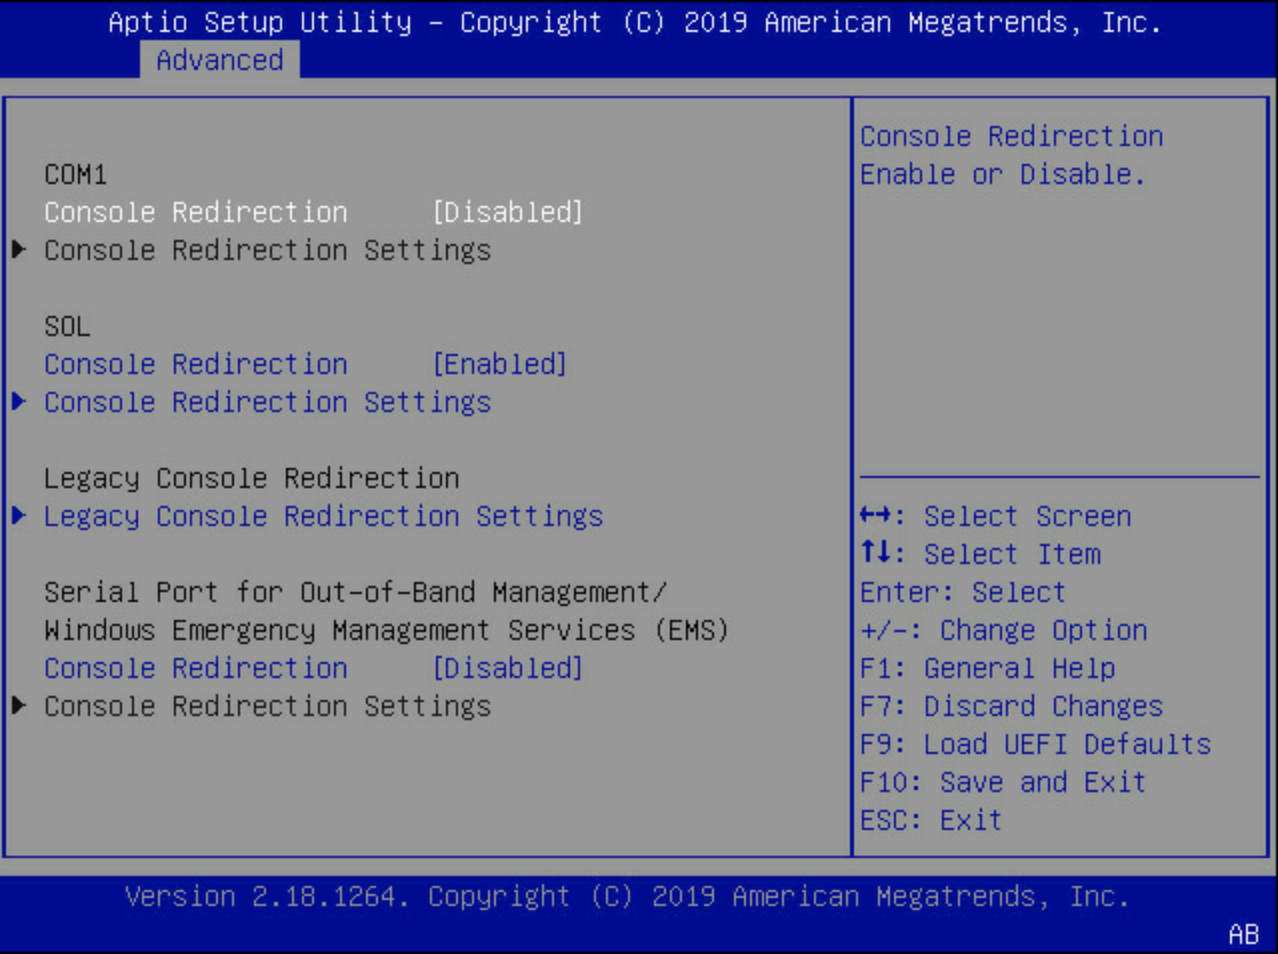 Aptio Setup Utility – Copyright (C) 2019 American Megatrends, Inc.
Advanced
COM1
Console Redirection [Disabled]
▶ Console Redirection Settings
SOL
Console Redirection [Enabled]
▶ Console Redirection Settings
Legacy Console Redirection
▶ Legacy Console Redirection Settings
Serial Port for Out-of-Band Management/
Windows Emergency Management Services (EMS)
Console Redirection [Disabled]
▶ Console Redirection Settings
Console Redirection
Enable or Disable.
↔: Select Screen
↑↓: Select Item
Enter: Select
+/-: Change Option
F1: General Help
F7: Discard Changes
F9: Load UEFI Defaults
F10: Save and Exit
ESC: Exit
Version 2.18.1264. Copyright (C) 2019 American Megatrends, Inc.
AB